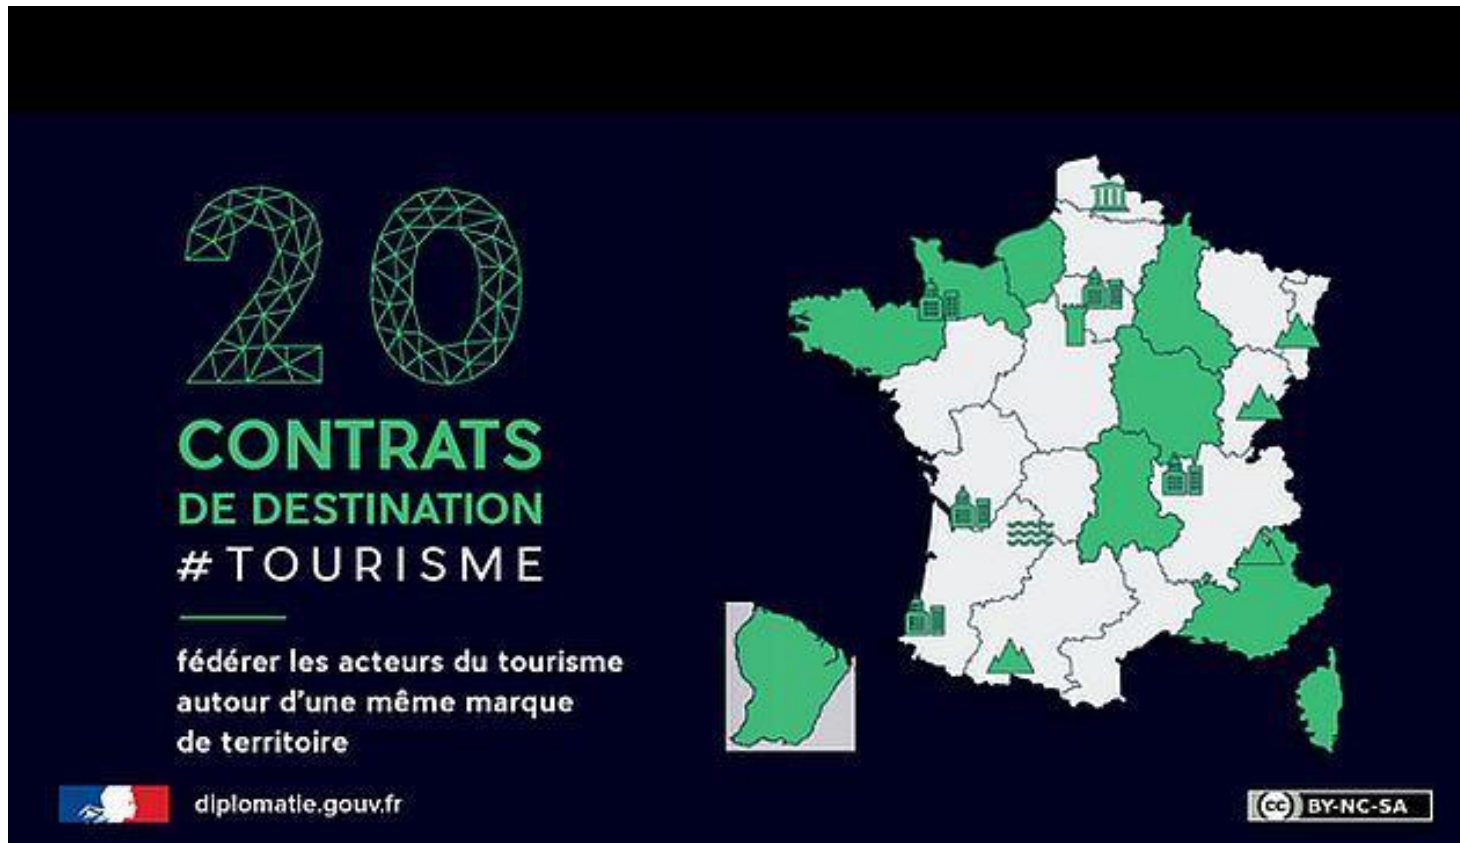 20
CONTRATS
DE DESTINATION
#TOURISME
fédérer les acteurs du tourisme
autour d'une même marque
de territoire
diplomatie.gouv.fr
cc BY-NC-SA